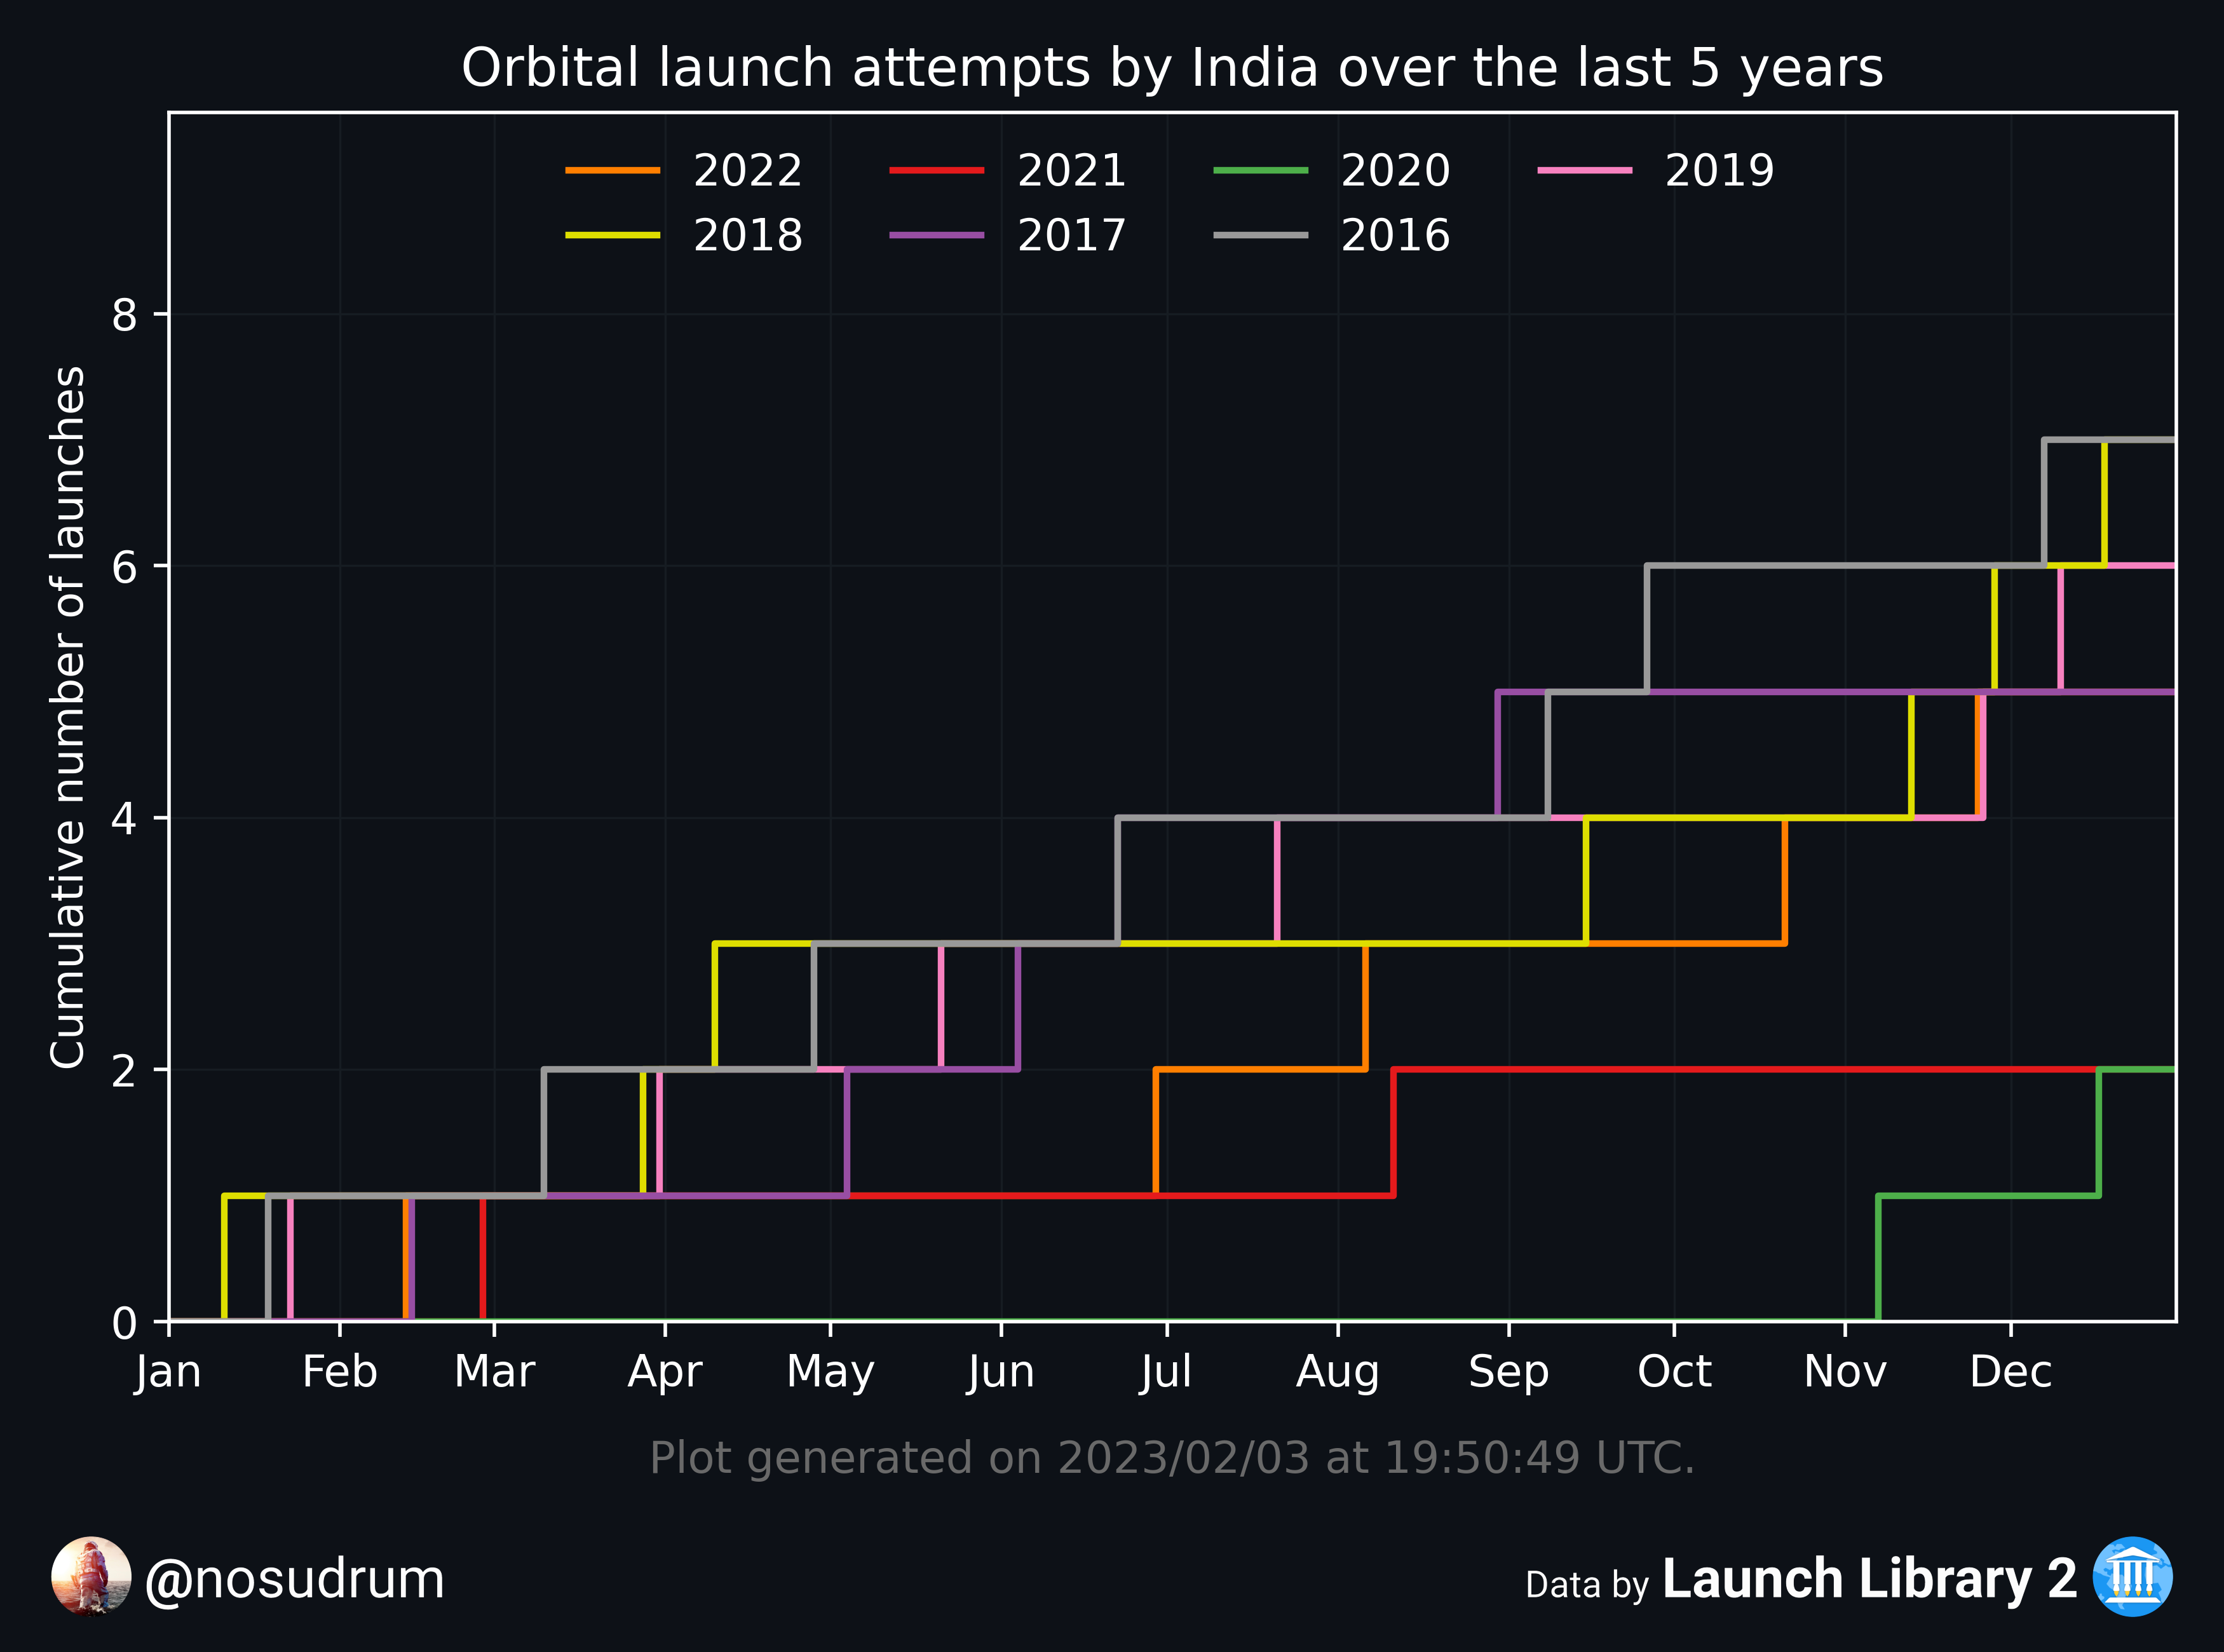 Orbital launch attempts by India over the last 5 years
2022 2021 2020 2019
2018 2017 2016
Cumulative number of launches
8
6
4
2
0
Jan Feb Mar Apr May Jun Jul Aug Sep Oct Nov Dec
Plot generated on 2023/02/03 at 19:50:49 UTC.
@nosudrum
Data by Launch Library 2